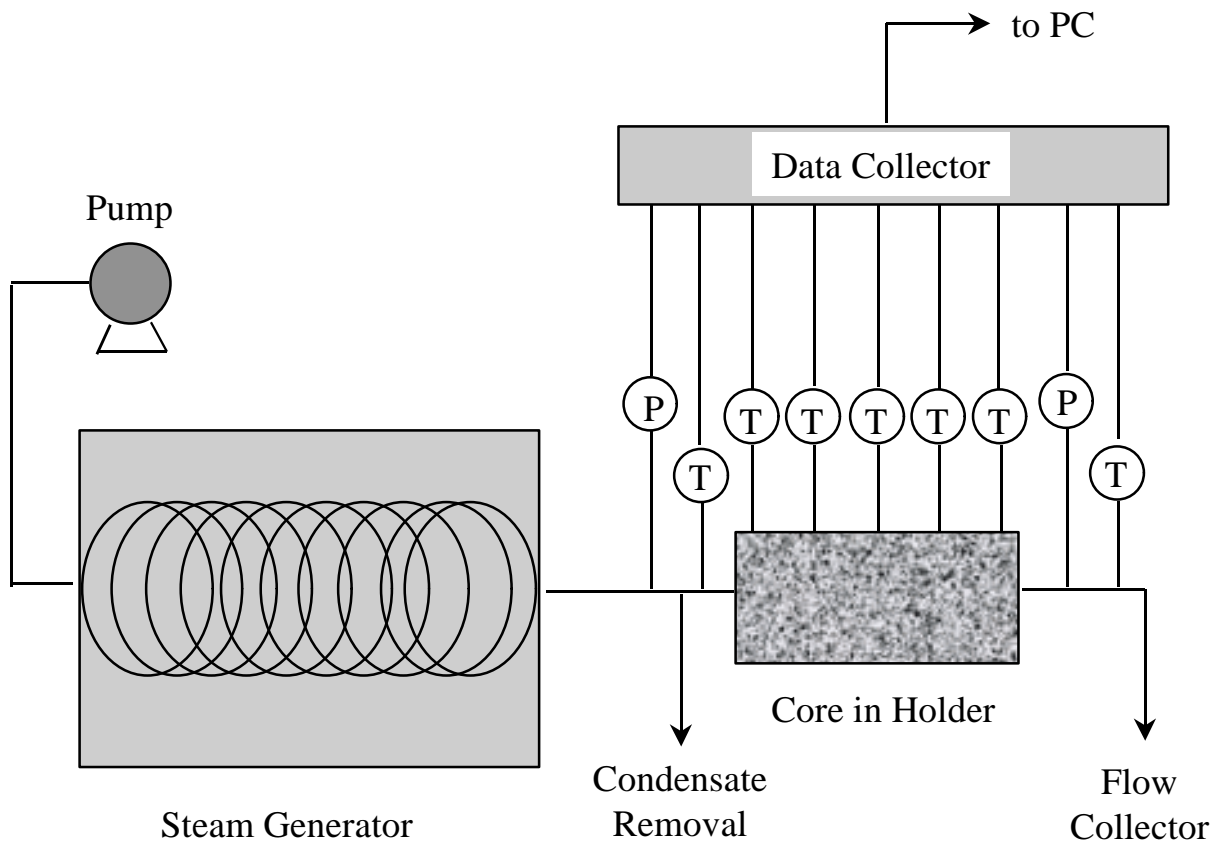 to PC
Data Collector
Pump
P
T
T
T
T
T
T
P
T
Core in Holder
Condensate
Removal
Flow
Collector
Steam Generator